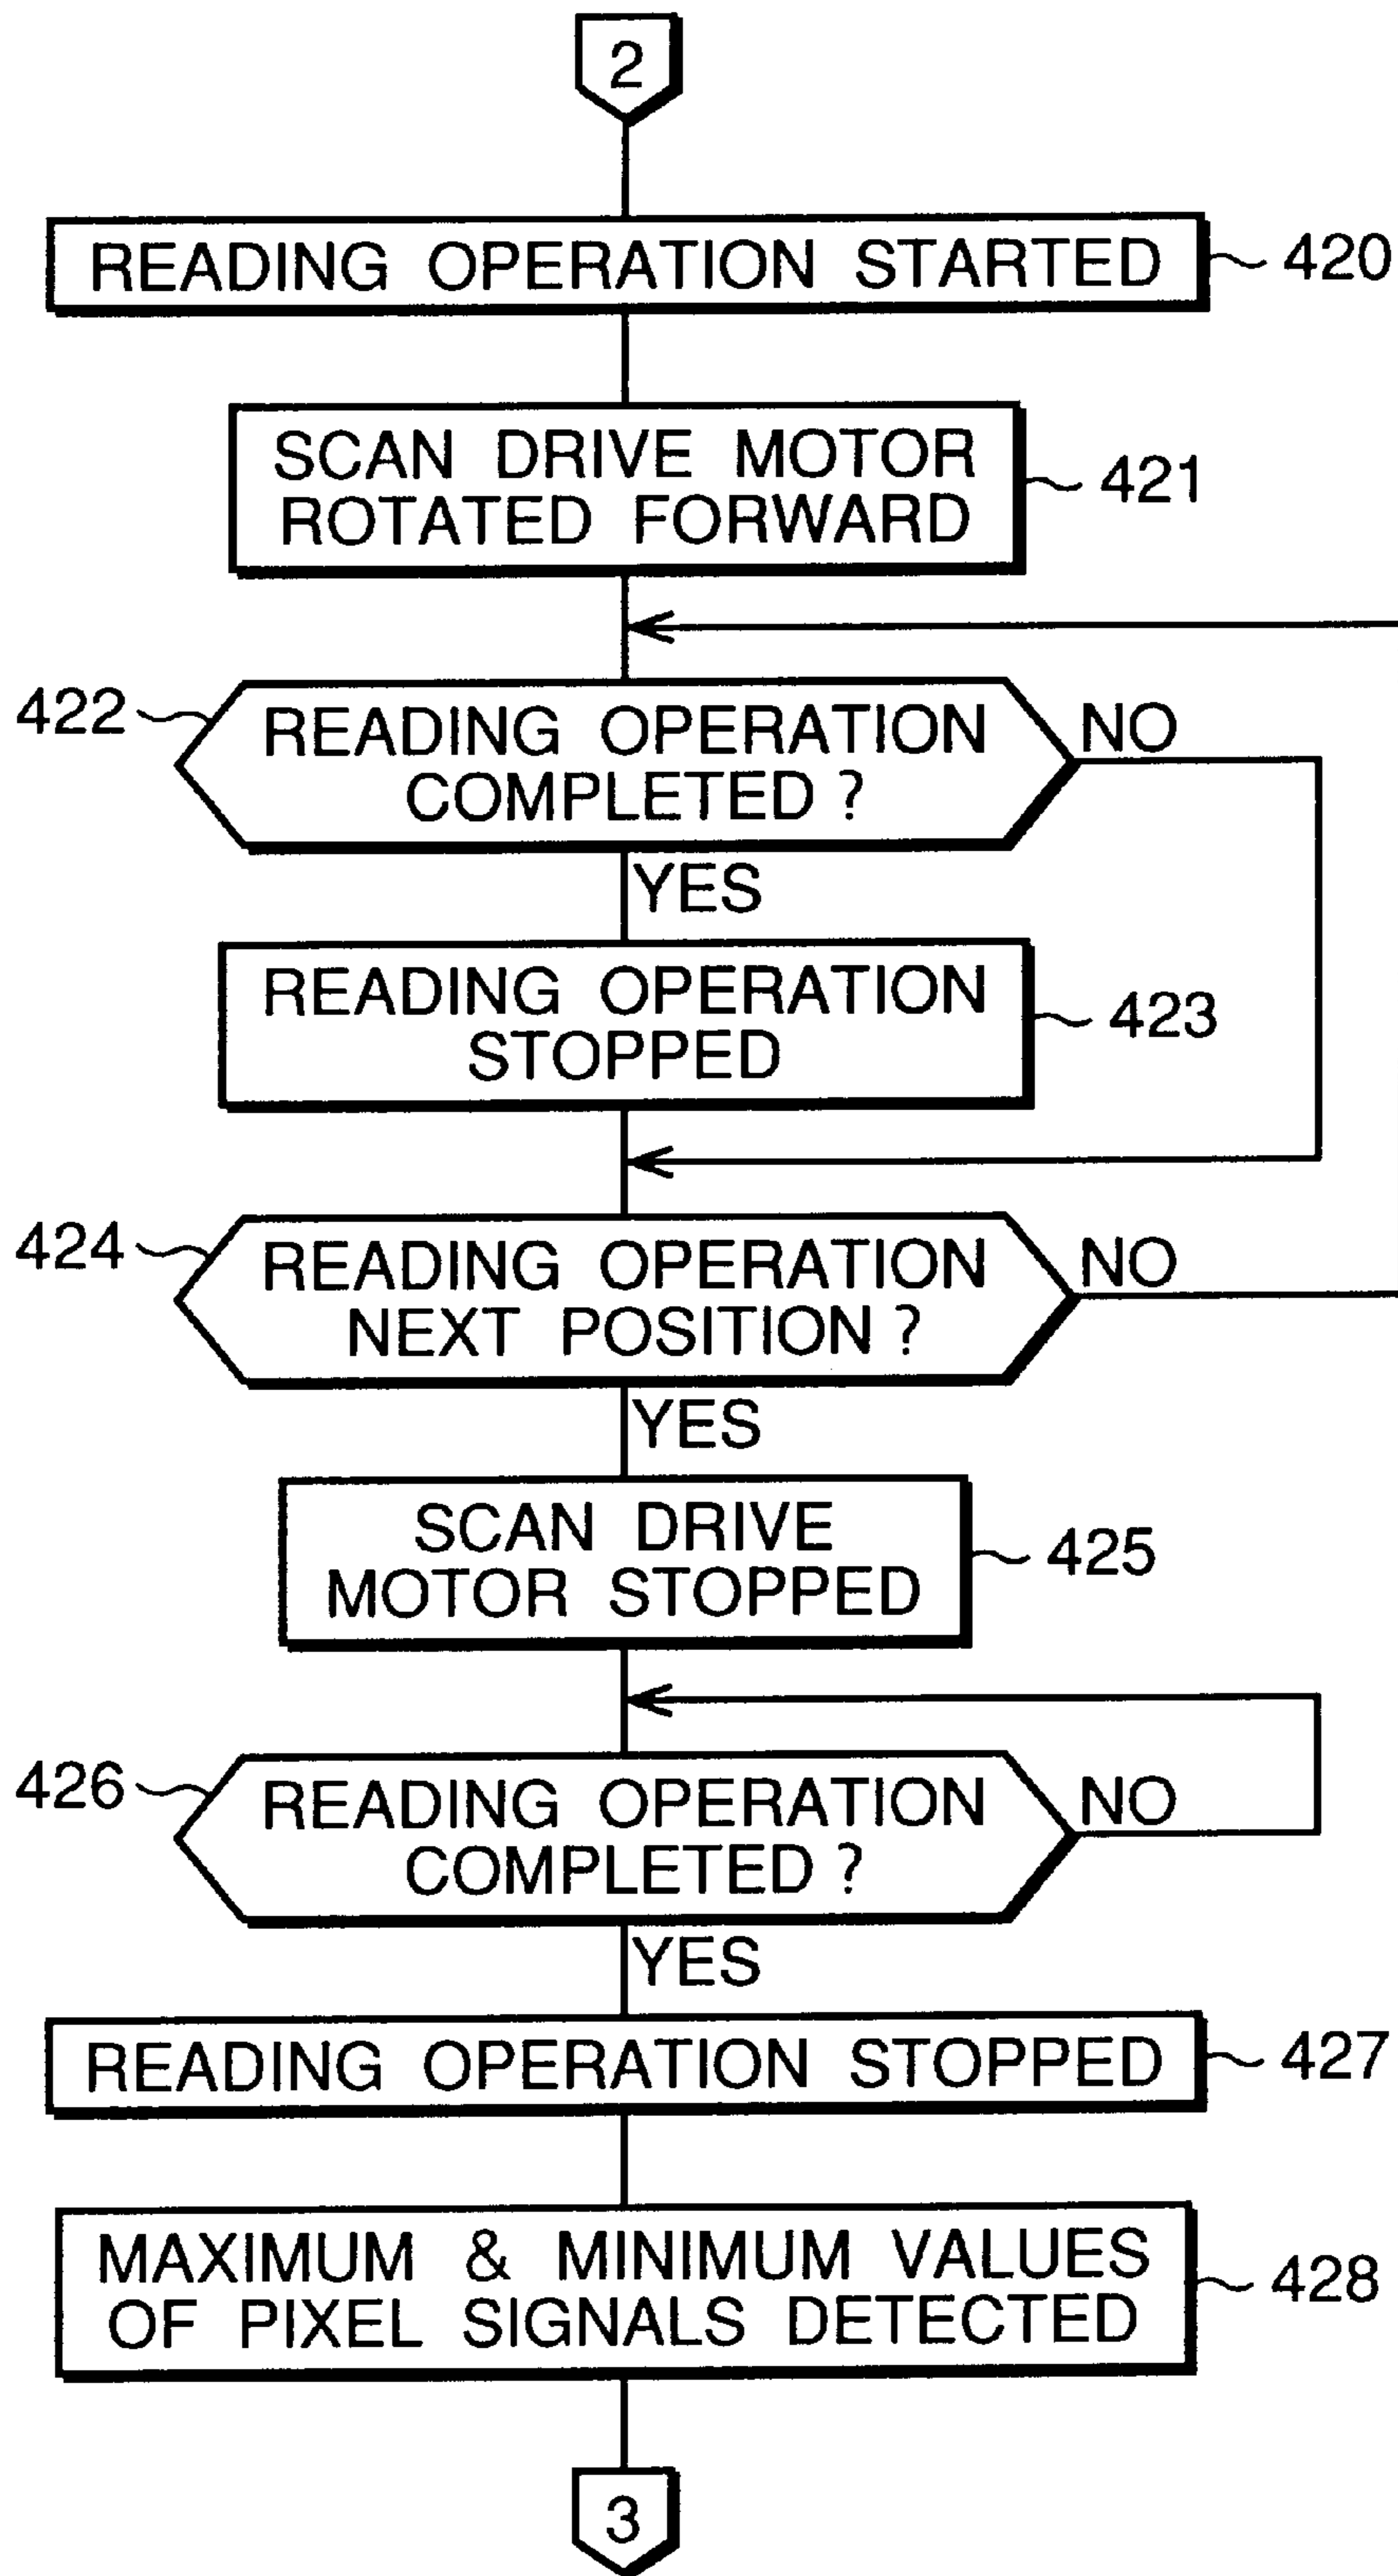 2
READING OPERATION STARTED
420
SCAN DRIVE MOTOR
ROTATED FORWARD
421
422
READING OPERATION
COMPLETED ?
NO
YES
READING OPERATION
STOPPED
423
424
READING OPERATION
NEXT POSITION ?
NO
YES
SCAN DRIVE
MOTOR STOPPED
425
426
READING OPERATION
COMPLETED ?
NO
YES
READING OPERATION STOPPED
427
MAXIMUM & MINIMUM VALUES
OF PIXEL SIGNALS DETECTED
428
3